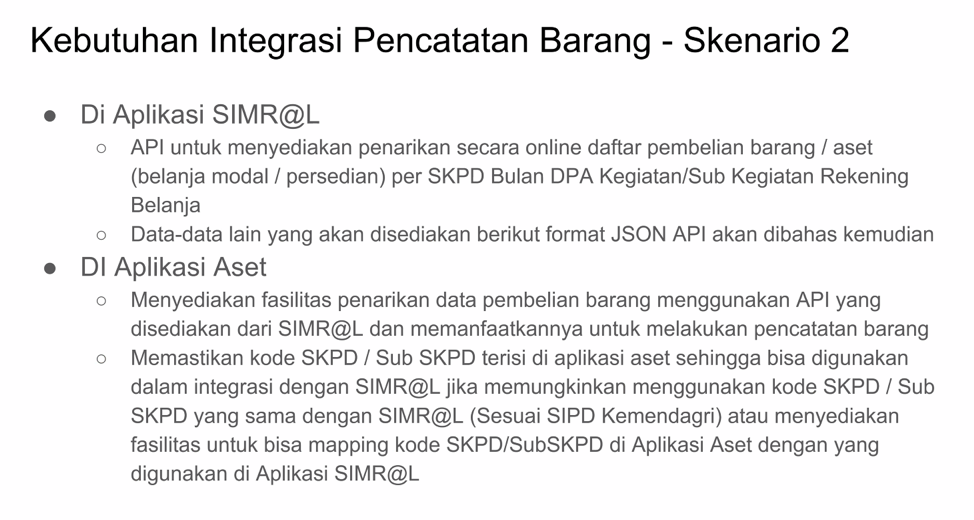 Kebutuhan Integrasi Pencatatan Barang - Skenario 2
● Di Aplikasi SIMR@L
○ API untuk menyediakan penarikan secara online daftar pembelian barang / aset
(belanja modal / persedian) per SKPD Bulan DPA Kegiatan/Sub Kegiatan Rekening
Belanja
○ Data-data lain yang akan disediakan berikut format JSON API akan dibahas kemudian
● DI Aplikasi Aset
○ Menyediakan fasilitas penarikan data pembelian barang menggunakan API yang
disediakan dari SIMR@L dan memanfaatkannya untuk melakukan pencatatan barang
○ Memastikan kode SKPD / Sub SKPD terisi di aplikasi aset sehingga bisa digunakan
dalam integrasi dengan SIMR@L jika memungkinkan menggunakan kode SKPD / Sub
SKPD yang sama dengan SIMR@L (Sesuai SIPD Kemendagri) atau menyediakan
fasilitas untuk bisa mapping kode SKPD/SubSKPD di Aplikasi Aset dengan yang
digunakan di Aplikasi SIMR@L